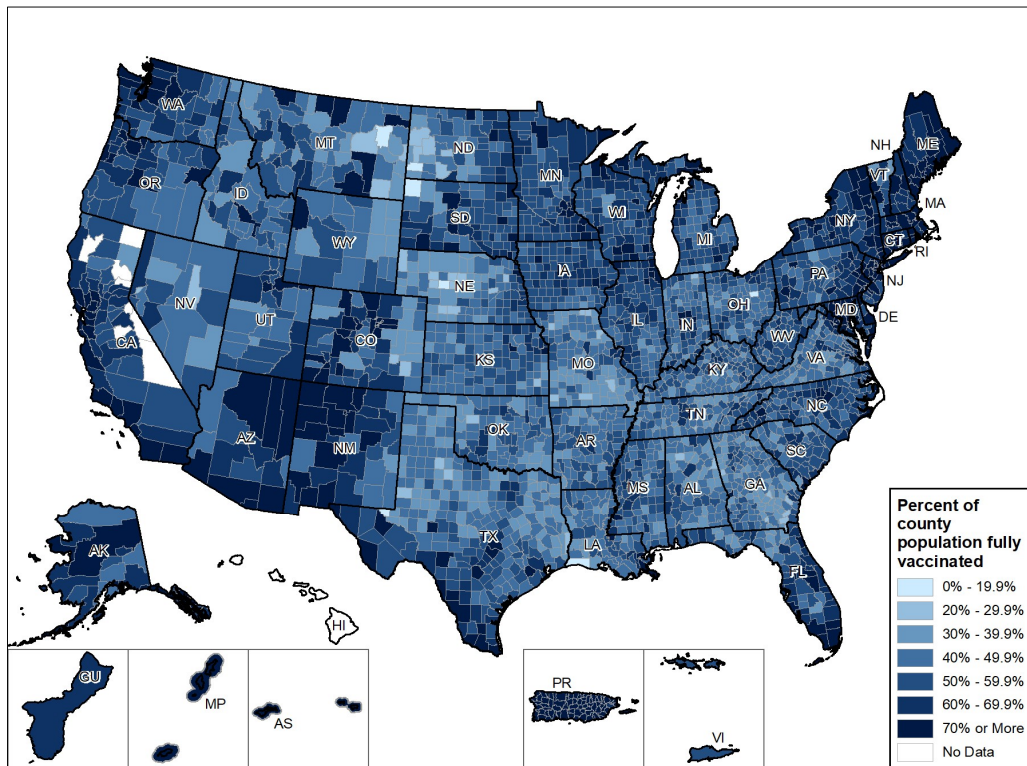 WA
MT
ND
MN
OR
ID
SD
WI
MI
WY
NH
ME
VT
NY
MA
CT
RI
NE
IA
PA
NJ
NV
UT
CO
IL
IN
OH
MD
DE
WV
CA
KS
MO
KY
VA
AZ
NM
OK
AR
TN
NC
SC
MS
AL
GA
TX
LA
FL
AK
HI
GU
MP
AS
PR
VI
Percent of
county
population fully
vaccinated
0% - 19.9%
20% - 29.9%
30% - 39.9%
40% - 49.9%
50% - 59.9%
60% - 69.9%
70% or More
No Data